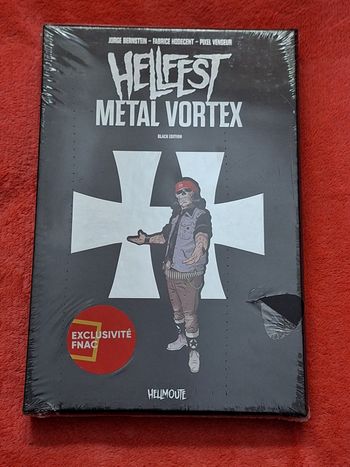 JORGE BERNSTEIN – FABRICE HODECENT – PIXEL VENGEUR
HELLFEST
METAL VORTEX
BLACK EDITION
EXCLUSIVITÉ
FNAC
HELLMOUTE